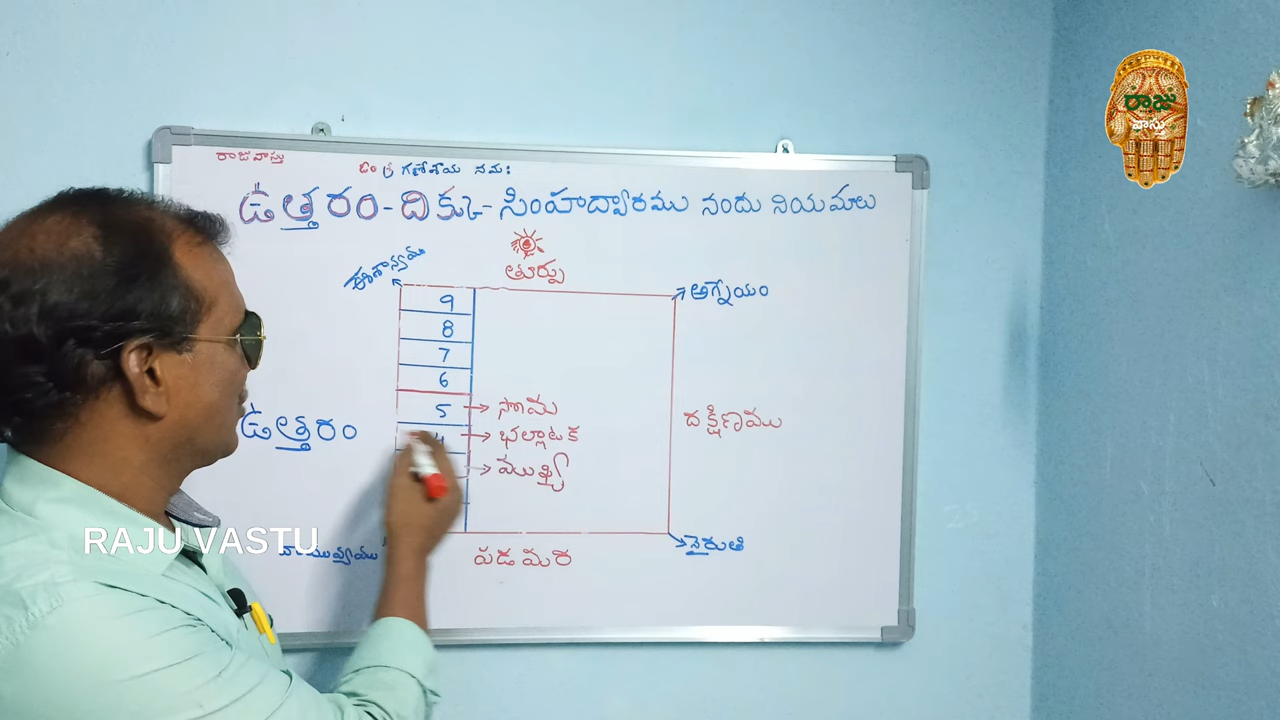 రాజువాస్తు
ఓం శ్రీ గణేశాయ నమః
ఉత్తరం-దిక్కు-సింహద్వారము నందు నియమాలు
తూర్పు
ఈశాన్యము
ఆగ్నేయం
9
8
7
6
5 → సోమ
4 → భల్లాటక
→ ముఖ్య
ఉత్తరం
దక్షిణము
వాయువ్యము
పడమర
నైరుతి
RAJU VASTU
రాజు
వాస్తు